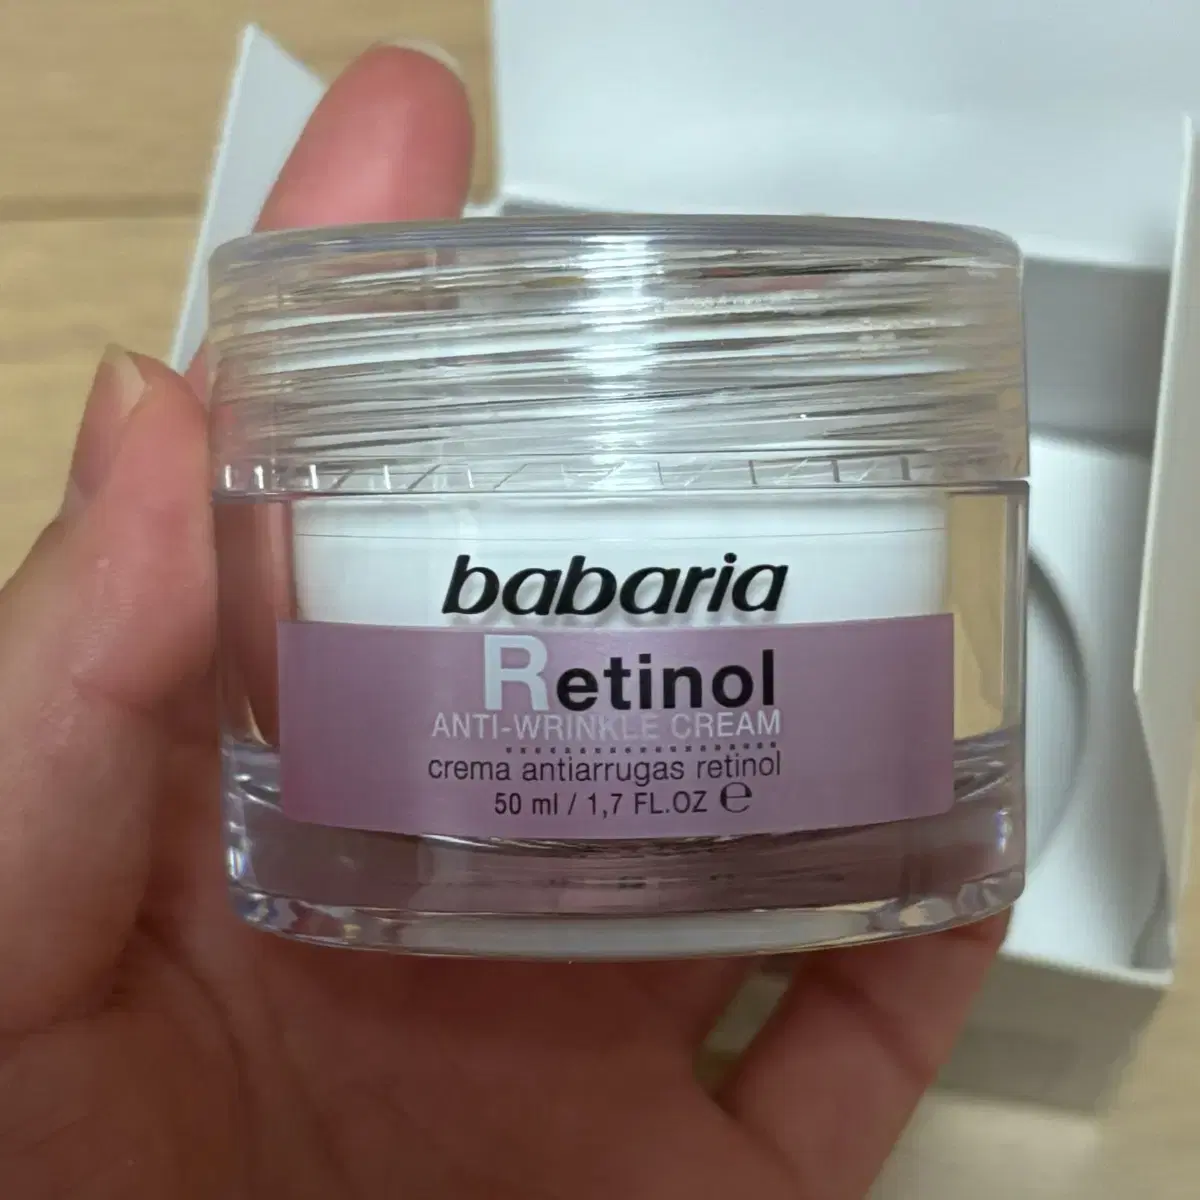 babaria
Retinol
ANTI-WRINKLE CREAM
crema antiarrugas retinol
50 ml / 1,7 FL.OZ ℮